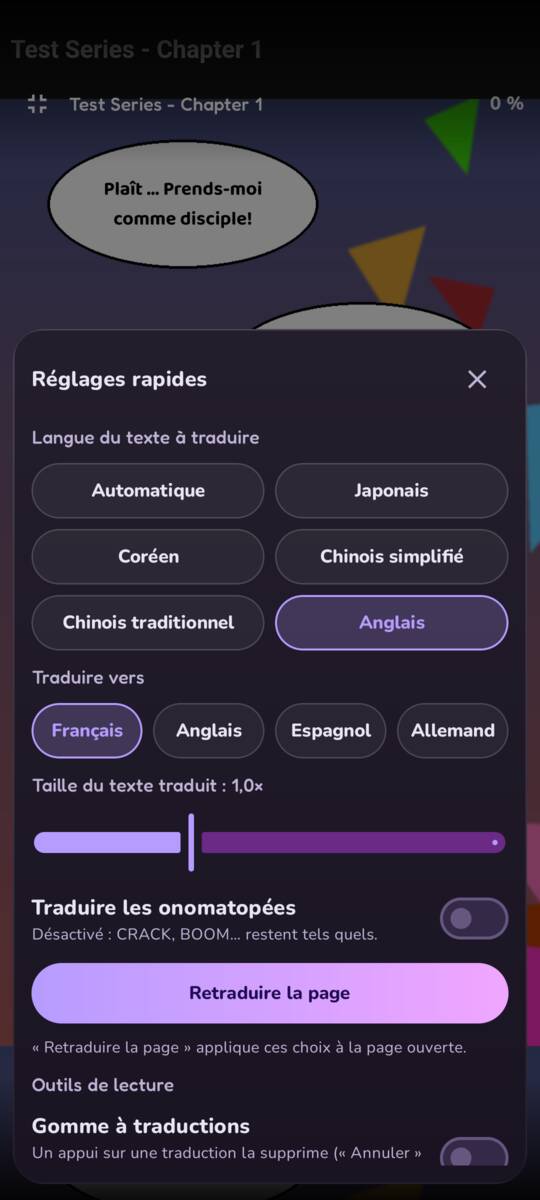 Test Series - Chapter 1
Test Series - Chapter 1
0 %
Plaît ... Prends-moi
comme disciple!
Réglages rapides
Langue du texte à traduire
Automatique
Japonais
Coréen
Chinois simplifié
Chinois traditionnel
Anglais
Traduire vers
Français
Anglais
Espagnol
Allemand
Taille du texte traduit : 1,0×
Traduire les onomatopées
Désactivé : CRACK, BOOM… restent tels quels.
Retraduire la page
« Retraduire la page » applique ces choix à la page ouverte.
Outils de lecture
Gomme à traductions
Un appui sur une traduction la supprime (« Annuler »